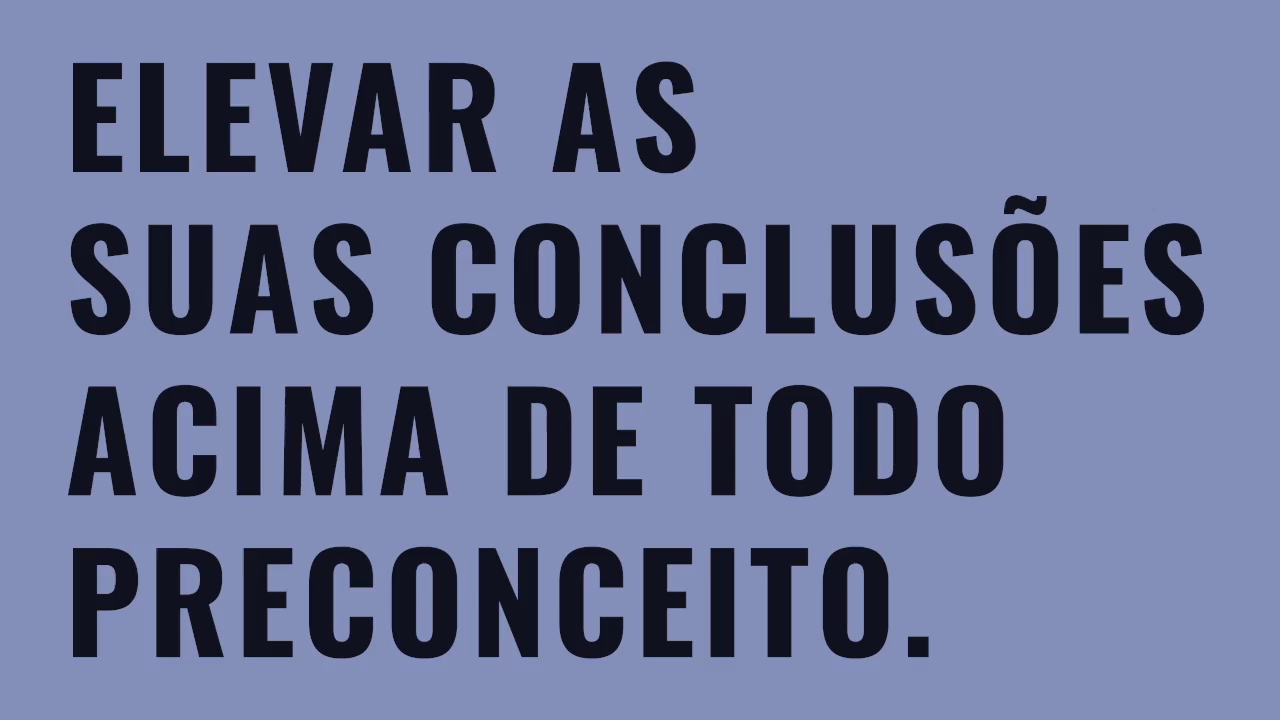 ELEVAR AS
SUAS CONCLUSÕES
ACIMA DE TODO
PRECONCEITO.